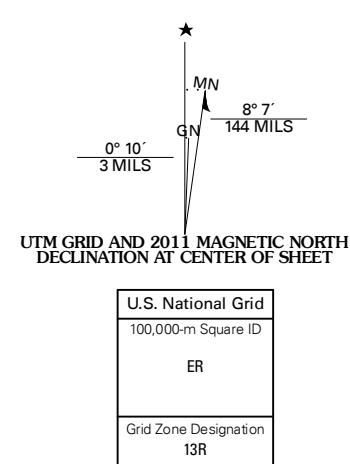 ★
MN
GN
8° 7´
144 MILS
0° 10´
3 MILS
UTM GRID AND 2011 MAGNETIC NORTH
DECLINATION AT CENTER OF SHEET
U.S. National Grid
100,000-m Square ID
ER
Grid Zone Designation
13R